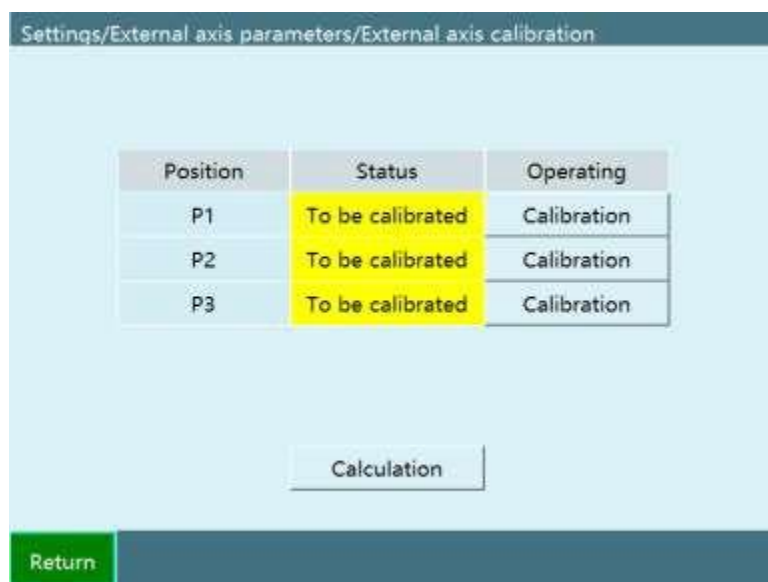 Settings/External axis parameters/External axis calibration
Position Status Operating
P1 To be calibrated Calibration
P2 To be calibrated Calibration
P3 To be calibrated Calibration
Calculation
Return